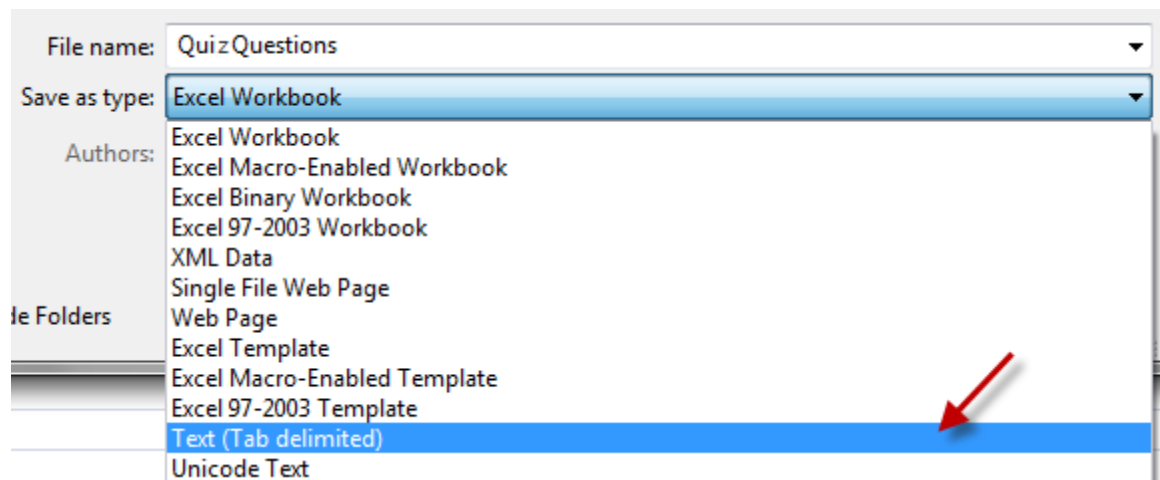 File name: QuizQuestions
Save as type: Excel Workbook
Authors:
Excel Workbook
Excel Macro-Enabled Workbook
Excel Binary Workbook
Excel 97-2003 Workbook
XML Data
Single File Web Page
de Folders
Web Page
Excel Template
Excel Macro-Enabled Template
Excel 97-2003 Template
Text (Tab delimited)
Unicode Text